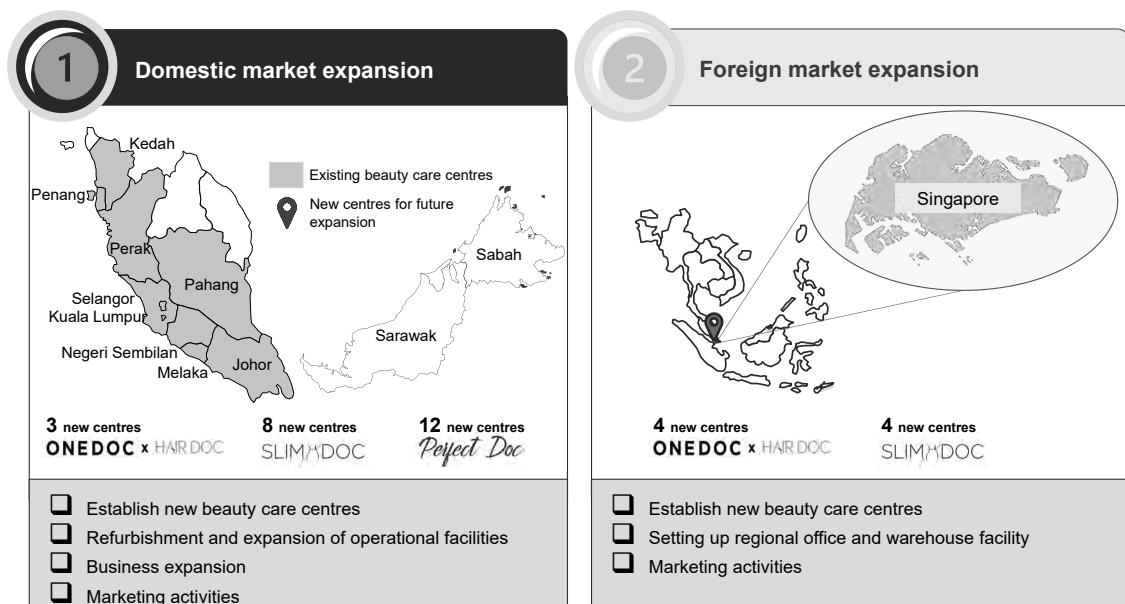 1
Domestic market expansion
Kedah
Penang
Perak
Pahang
Selangor
Kuala Lumpur
Negeri Sembilan
Melaka
Johor
Existing beauty care centres
New centres for future
expansion
Sabah
Sarawak
3 new centres
ONEDOC x HAIR DOC
8 new centres
SLIMDOC
12 new centres
Perfect Doc
Establish new beauty care centres
Refurbishment and expansion of operational facilities
Business expansion
Marketing activities
2
Foreign market expansion
Singapore
4 new centres
ONEDOC x HAIR DOC
4 new centres
SLIMDOC
Establish new beauty care centres
Setting up regional office and warehouse facility
Marketing activities